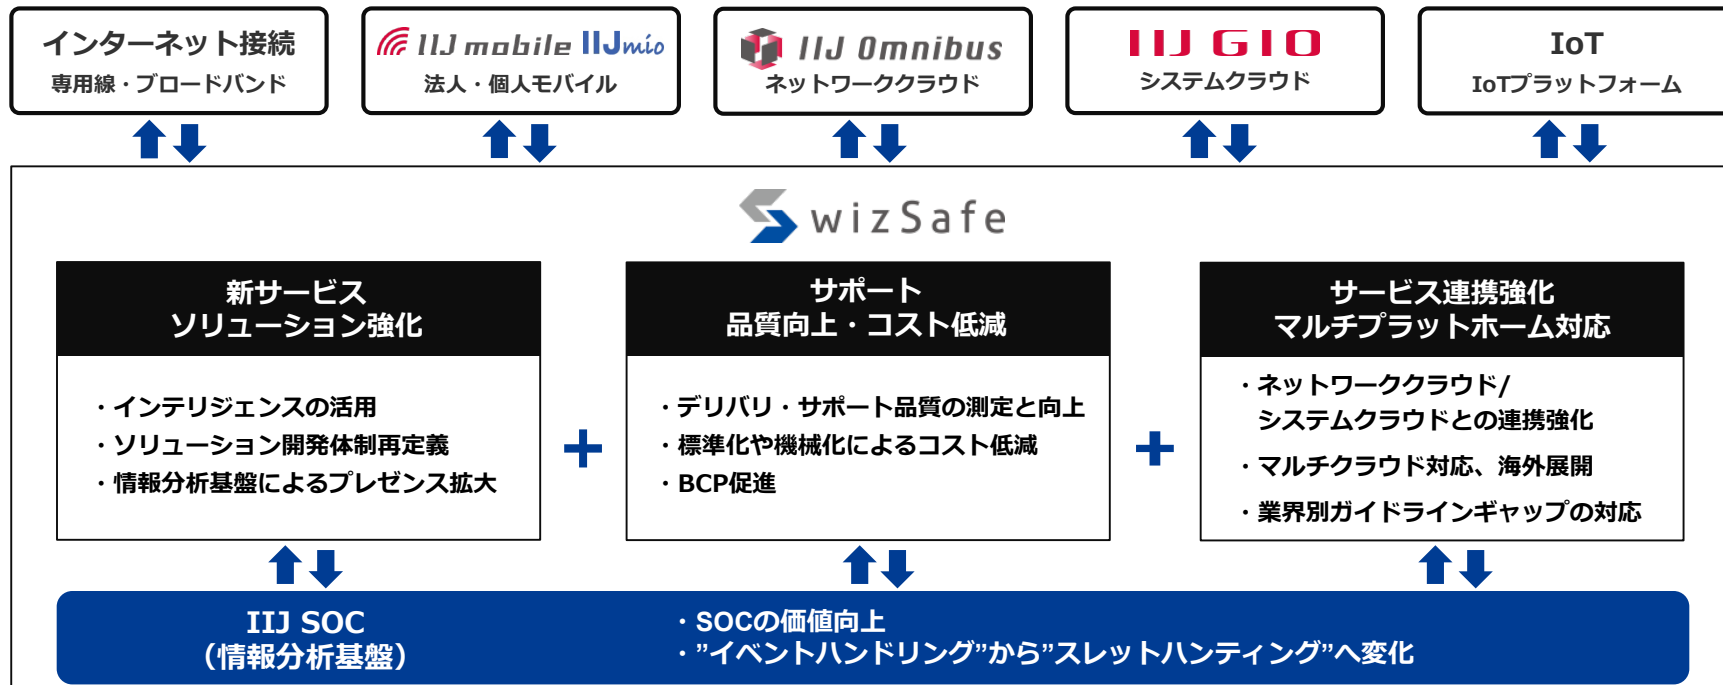 インターネット接続
専用線・ブロードバンド
IIJ mobile IIJmio
法人・個人モバイル
IIJ Omnibus
ネットワーククラウド
IIJ GIO
システムクラウド
IoT
IoTプラットフォーム
wizSafe
新サービス
ソリューション強化
・インテリジェンスの活用
・ソリューション開発体制再定義
・情報分析基盤によるプレゼンス拡大
+
サポート
品質向上・コスト低減
・デリバリ・サポート品質の測定と向上
・標準化や機械化によるコスト低減
・BCP促進
+
サービス連携強化
マルチプラットホーム対応
・ネットワーククラウド/
システムクラウドとの連携強化
・マルチクラウド対応、海外展開
・業界別ガイドラインギャップの対応
IIJ SOC
（情報分析基盤）
・SOCの価値向上
・”イベントハンドリング”から”スレットハンティング”へ変化